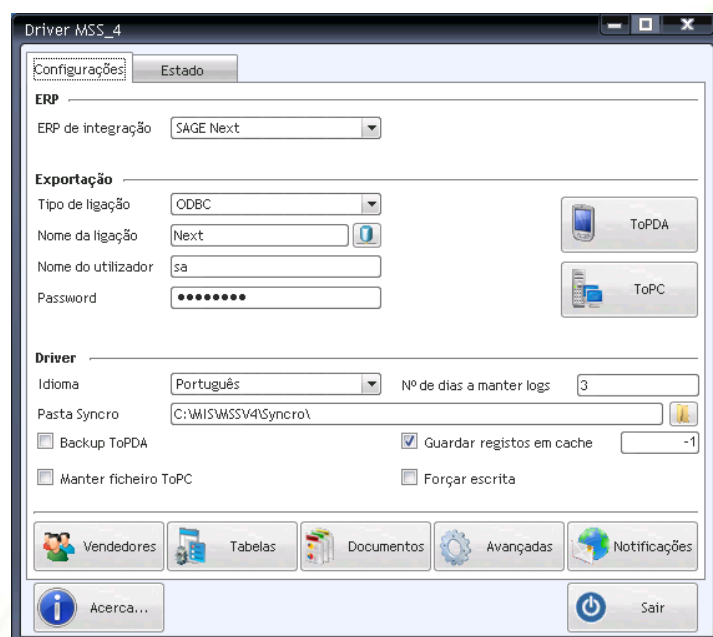 Driver MSS_4
Configurações Estado
ERP
ERP de integração SAGE Next
Exportação
Tipo de ligação ODBC
Nome da ligação Next
ToPDA
Nome do utilizador sa
Password ●●●●●●●●
ToPC
Driver
Idioma Português Nº de dias a manter logs 3
Pasta Syncro C:\MIS\MSSV4\Syncro\
Backup ToPDA Guardar registos em cache -1
Manter ficheiro ToPC Forçar escrita
Vendedores Tabelas Documentos Avançadas Notificações
Acerca... Sair